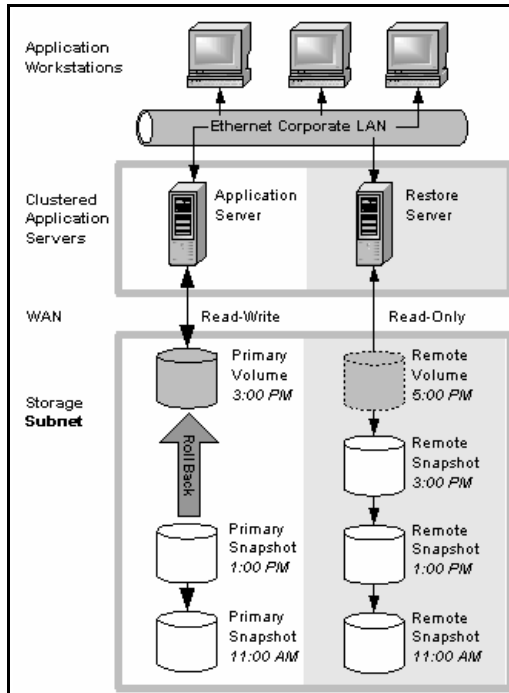 Application
Workstations
Ethernet Corporate LAN
Clustered
Application
Servers
Application
Server
Restore
Server
WAN
Read-Write
Read-Only
Storage
Subnet
Primary
Volume
3:00 PM
Remote
Volume
5:00 PM
Roll Back
Remote
Snapshot
3:00 PM
Primary
Snapshot
1:00 PM
Remote
Snapshot
1:00 PM
Primary
Snapshot
11:00 AM
Remote
Snapshot
11:00 AM